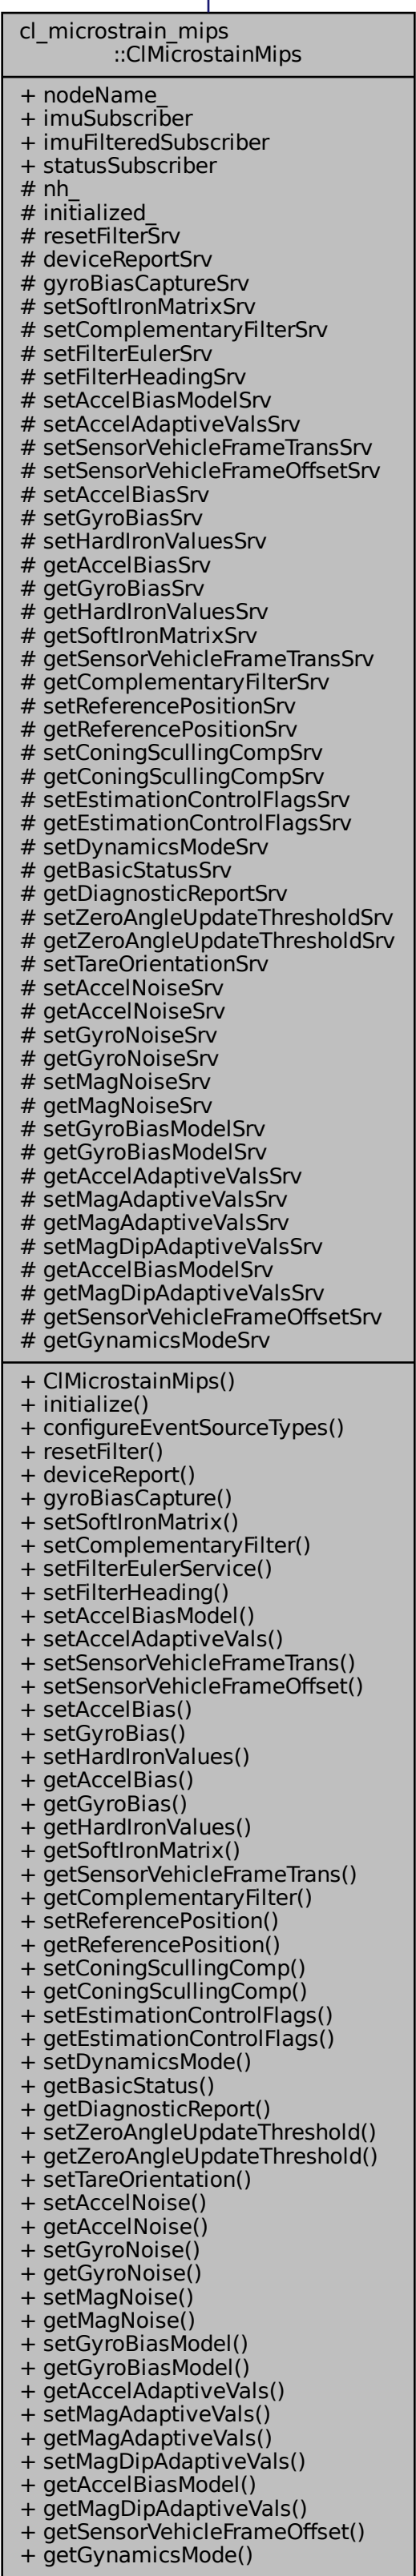 cl_microstrain_mips
::ClMicrostainMips
+ nodeName_
+ imuSubscriber
+ imuFilteredSubscriber
+ statusSubscriber
# nh_
# initialized_
# resetFilterSrv
# deviceReportSrv
# gyroBiasCaptureSrv
# setSoftIronMatrixSrv
# setComplementaryFilterSrv
# setFilterEulerSrv
# setFilterHeadingSrv
# setAccelBiasModelSrv
# setAccelAdaptiveValsSrv
# setSensorVehicleFrameTransSrv
# setSensorVehicleFrameOffsetSrv
# setAccelBiasSrv
# setGyroBiasSrv
# setHardIronValuesSrv
# getAccelBiasSrv
# getGyroBiasSrv
# getHardIronValuesSrv
# getSoftIronMatrixSrv
# getSensorVehicleFrameTransSrv
# getComplementaryFilterSrv
# setReferencePositionSrv
# getReferencePositionSrv
# setConingScullingCompSrv
# getConingScullingCompSrv
# setEstimationControlFlagsSrv
# getEstimationControlFlagsSrv
# setDynamicsModeSrv
# getBasicStatusSrv
# getDiagnosticReportSrv
# setZeroAngleUpdateThresholdSrv
# getZeroAngleUpdateThresholdSrv
# setTareOrientationSrv
# setAccelNoiseSrv
# getAccelNoiseSrv
# setGyroNoiseSrv
# getGyroNoiseSrv
# setMagNoiseSrv
# getMagNoiseSrv
# setGyroBiasModelSrv
# getGyroBiasModelSrv
# getAccelAdaptiveValsSrv
# setMagAdaptiveValsSrv
# getMagAdaptiveValsSrv
# setMagDipAdaptiveValsSrv
# getAccelBiasModelSrv
# getMagDipAdaptiveValsSrv
# getSensorVehicleFrameOffsetSrv
# getGynamicsModeSrv
+ ClMicrostainMips()
+ initialize()
+ configureEventSourceTypes()
+ resetFilter()
+ deviceReport()
+ gyroBiasCapture()
+ setSoftIronMatrix()
+ setComplementaryFilter()
+ setFilterEulerService()
+ setFilterHeading()
+ setAccelBiasModel()
+ setAccelAdaptiveVals()
+ setSensorVehicleFrameTrans()
+ setSensorVehicleFrameOffset()
+ setAccelBias()
+ setGyroBias()
+ setHardIronValues()
+ getAccelBias()
+ getGyroBias()
+ getHardIronValues()
+ getSoftIronMatrix()
+ getSensorVehicleFrameTrans()
+ getComplementaryFilter()
+ setReferencePosition()
+ getReferencePosition()
+ setConingScullingComp()
+ getConingScullingComp()
+ setEstimationControlFlags()
+ getEstimationControlFlags()
+ setDynamicsMode()
+ getBasicStatus()
+ getDiagnosticReport()
+ setZeroAngleUpdateThreshold()
+ getZeroAngleUpdateThreshold()
+ setTareOrientation()
+ setAccelNoise()
+ getAccelNoise()
+ setGyroNoise()
+ getGyroNoise()
+ setMagNoise()
+ getMagNoise()
+ setGyroBiasModel()
+ getGyroBiasModel()
+ getAccelAdaptiveVals()
+ setMagAdaptiveVals()
+ getMagAdaptiveVals()
+ setMagDipAdaptiveVals()
+ getAccelBiasModel()
+ getMagDipAdaptiveVals()
+ getSensorVehicleFrameOffset()
+ getGynamicsMode()